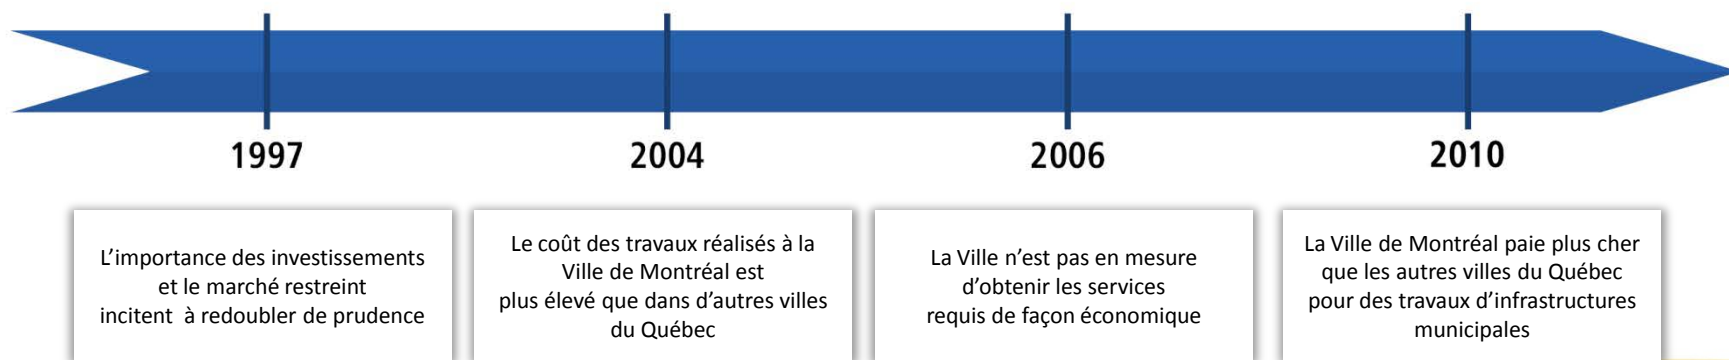 1997
2004
2006
2010
L’importance des investissements
et le marché restreint
incitent à redoubler de prudence
Le coût des travaux réalisés à la
Ville de Montréal est
plus élevé que dans d’autres villes
du Québec
La Ville n’est pas en mesure
d’obtenir les services
requis de façon économique
La Ville de Montréal paie plus cher
que les autres villes du Québec
pour des travaux d’infrastructures
municipales